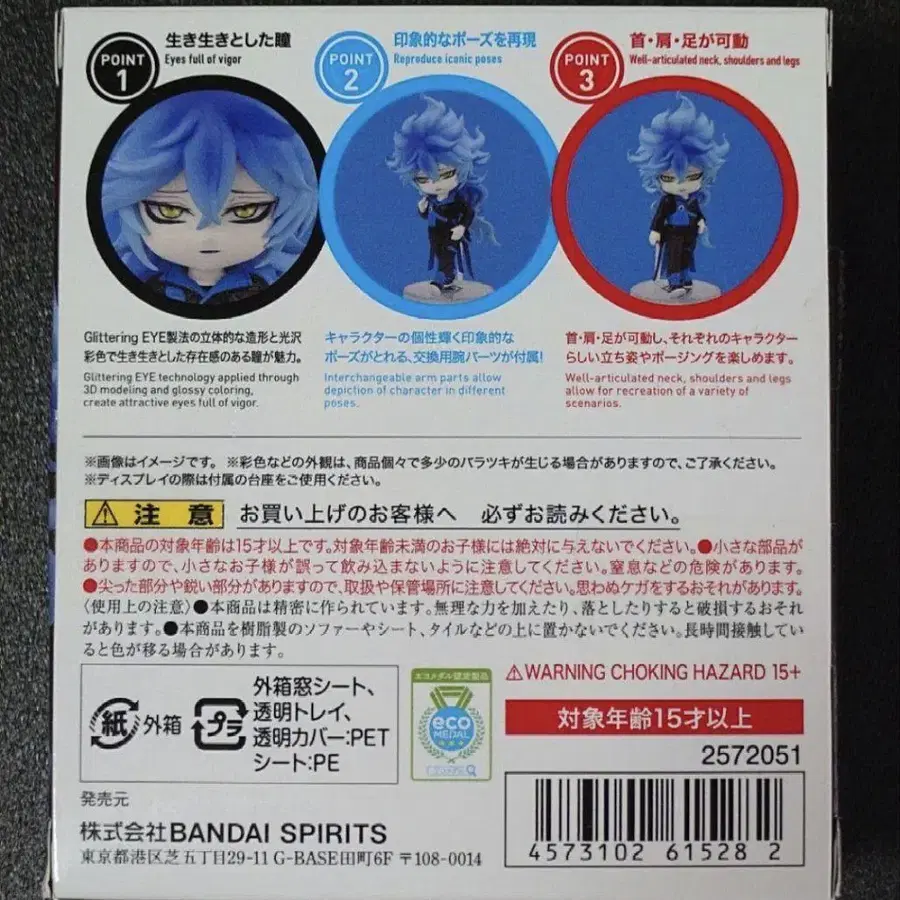 POINT 1
生き生きとした瞳
Eyes full of vigor
POINT 2
印象的なポーズを再現
Reproduce iconic poses
POINT 3
首・肩・足が可動
Well-articulated neck, shoulders and legs
Glittering EYE製法の立体的な造形と光沢
彩色で生き生きとした存在感のある瞳が魅力。
Glittering EYE technology applied through
3D modeling and glossy coloring,
create attractive eyes full of vigor.
キャラクターの個性輝く印象的な
ポーズがとれる、交換用腕パーツが付属!
Interchangeable arm parts allow
depiction of character in different
poses.
首・肩・足が可動し、それぞれのキャラクター
らしい立ち姿やポージングを楽しめます。
Well-articulated neck, shoulders and legs
allow for recreation of a variety of
scenarios.
※画像はイメージです。 ※彩色などの外観は、商品個々で多少のバラツキが生じる場合がありますので、ご了承ください。
※ディスプレイの際は付属の台座をご使用ください。
注意 お買い上げのお客様へ 必ずお読みください。
●本商品の対象年齢は15才以上です。対象年齢未満のお子様には絶対に与えないでください。●小さな部品が
ありますので、小さなお子様が誤って飲み込まないように注意してください。窒息などの危険があります。
●尖った部分や鋭い部分がありますので、取扱や保管場所に注意してください。思わぬケガをするおそれがあります。
〈使用上の注意〉●本商品は精密に作られています。無理な力を加えたり、落としたりすると破損するおそれ
があります。●本商品を樹脂製のソファーやシート、タイルなどの上に置かないでください。長時間接触してい
ると色が移る場合があります。
紙 外箱
プラ
外箱窓シート、
透明トレイ、
透明カバー:PET
シート:PE
エコメダル認定製品
eco
MEDAL
⚠WARNING CHOKING HAZARD 15+
対象年齢15才以上
2572051
発売元
株式会社BANDAI SPIRITS
東京都港区芝五丁目29-11 G-BASE田町6F 〒108-0014
4573102 615282